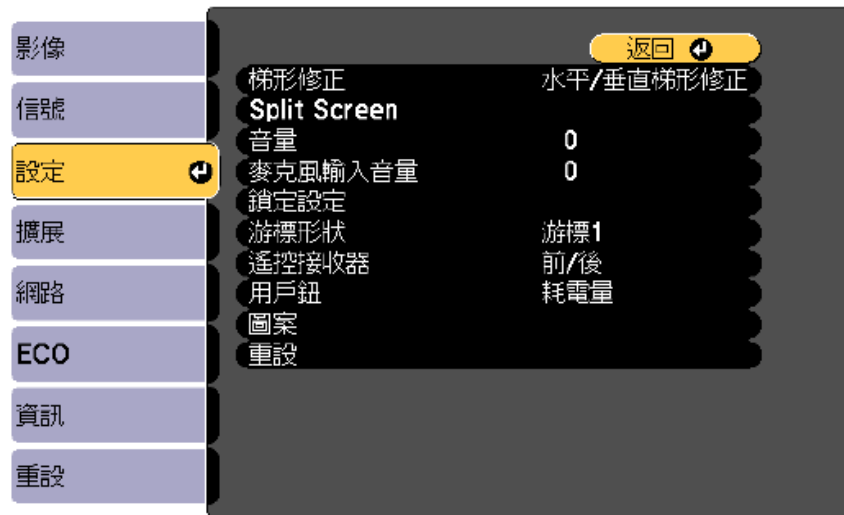 影像
信號
設定
擴展
網路
ECO
資訊
重設
返回
梯形修正 水平/垂直梯形修正
Split Screen
音量 0
麥克風輸入音量 0
鎖定設定
游標形狀 游標1
遙控接收器 前/後
用戶鈕 耗電量
圖案
重設